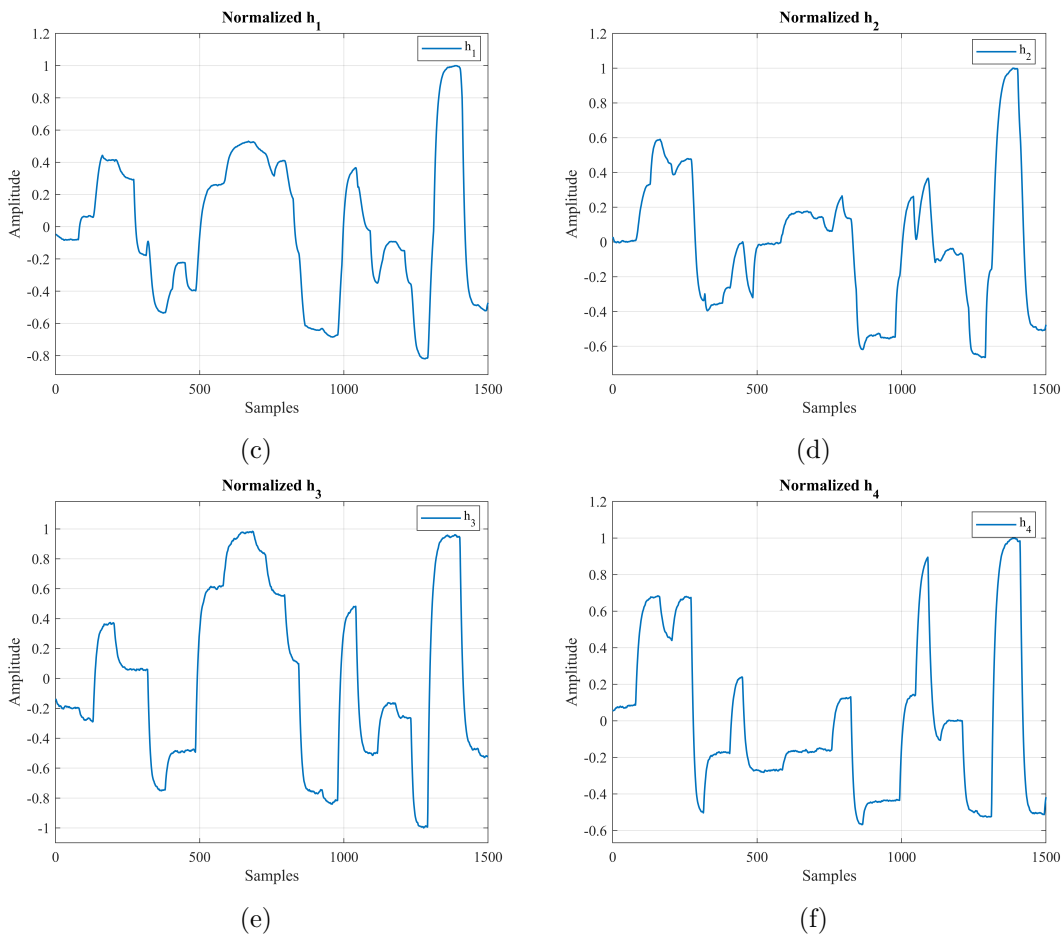 Normalized h1
1.2
1
0.8
0.6
0.4
0.2
0
-0.2
-0.4
-0.6
-0.8
Amplitude
h1
0 500 1000 1500
Samples
(c)
Normalized h2
1.2
1
0.8
0.6
0.4
0.2
0
-0.2
-0.4
-0.6
Amplitude
h2
0 500 1000 1500
Samples
(d)
Normalized h3
1
0.8
0.6
0.4
0.2
0
-0.2
-0.4
-0.6
-0.8
-1
Amplitude
h3
0 500 1000 1500
Samples
(e)
Normalized h4
1.2
1
0.8
0.6
0.4
0.2
0
-0.2
-0.4
-0.6
Amplitude
h4
0 500 1000 1500
Samples
(f)